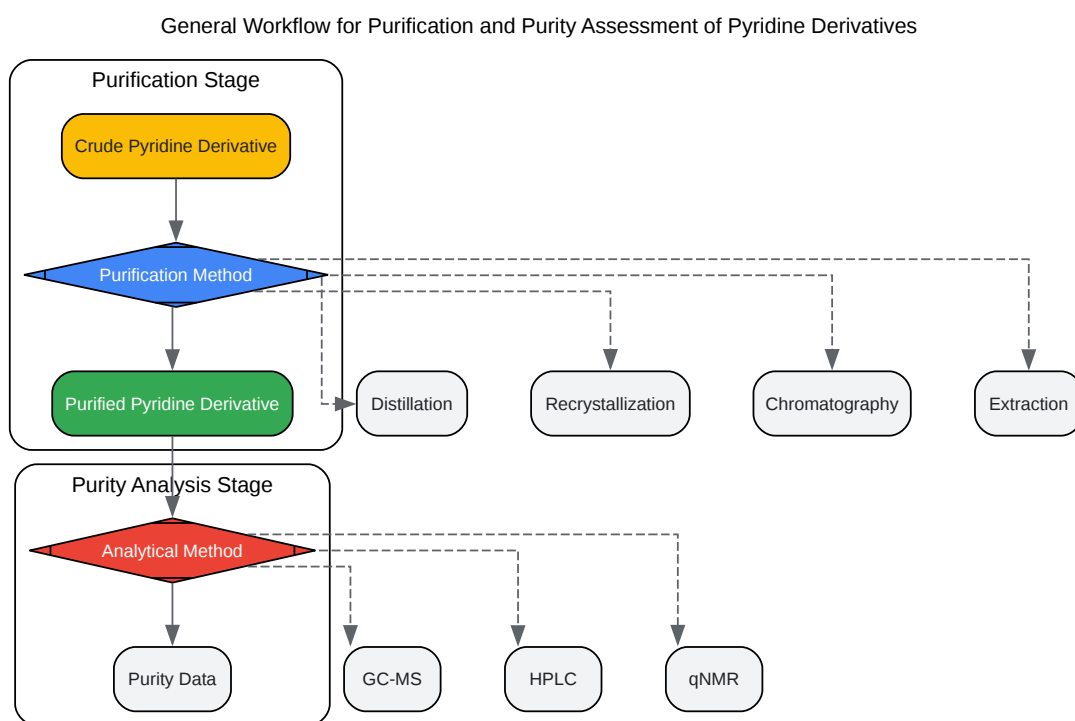 General Workflow for Purification and Purity Assessment of Pyridine Derivatives
Purification Stage
Crude Pyridine Derivative
Purification Method
Purified Pyridine Derivative
Distillation
Recrystallization
Chromatography
Extraction
Purity Analysis Stage
Analytical Method
Purity Data
GC-MS
HPLC
qNMR